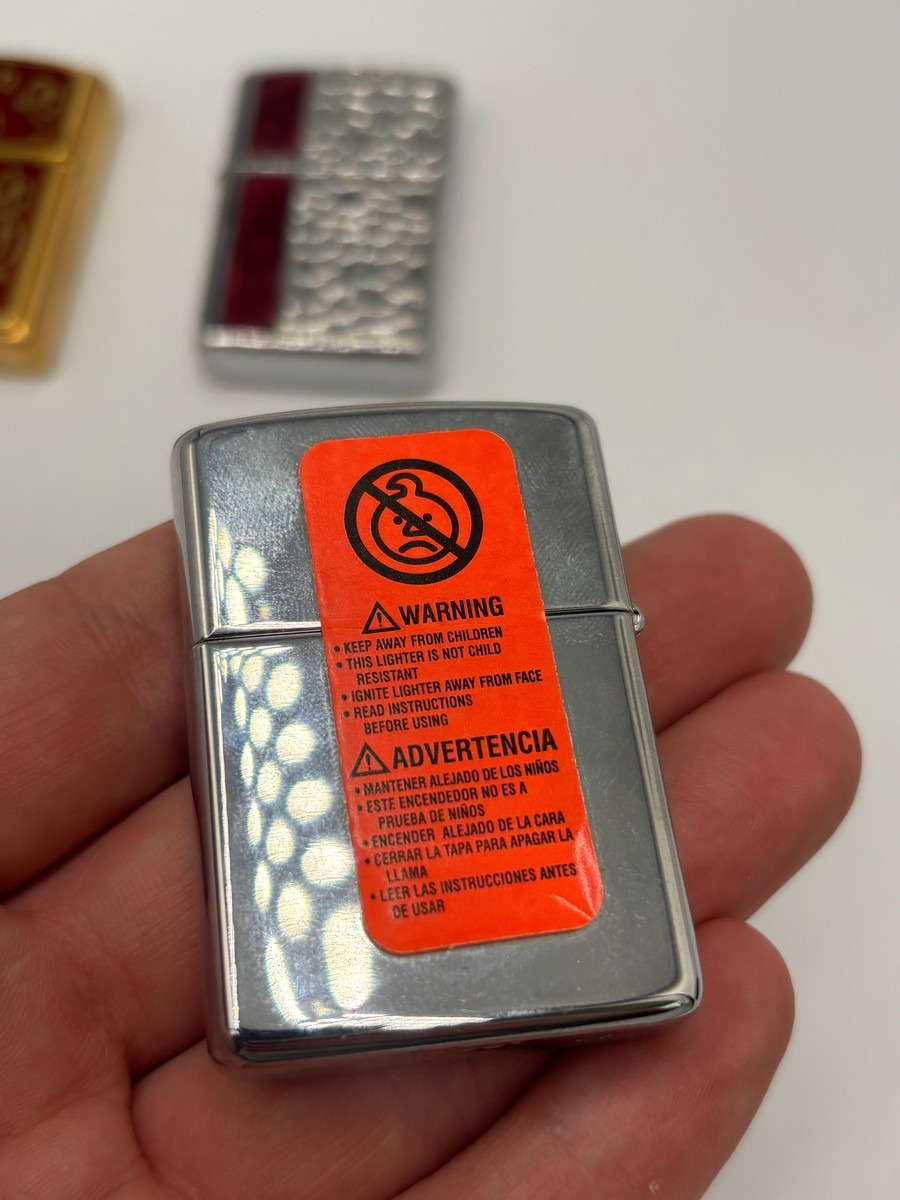 ⚠WARNING
• KEEP AWAY FROM CHILDREN
• THIS LIGHTER IS NOT CHILD
RESISTANT
• IGNITE LIGHTER AWAY FROM FACE
• READ INSTRUCTIONS
BEFORE USING
⚠ADVERTENCIA
• MANTENER ALEJADO DE LOS NIÑOS
• ESTE ENCENDEDOR NO ES A
PRUEBA DE NIÑOS
• ENCENDER ALEJADO DE LA CARA
• CERRAR LA TAPA PARA APAGAR LA
LLAMA
• LEER LAS INSTRUCCIONES ANTES
DE USAR